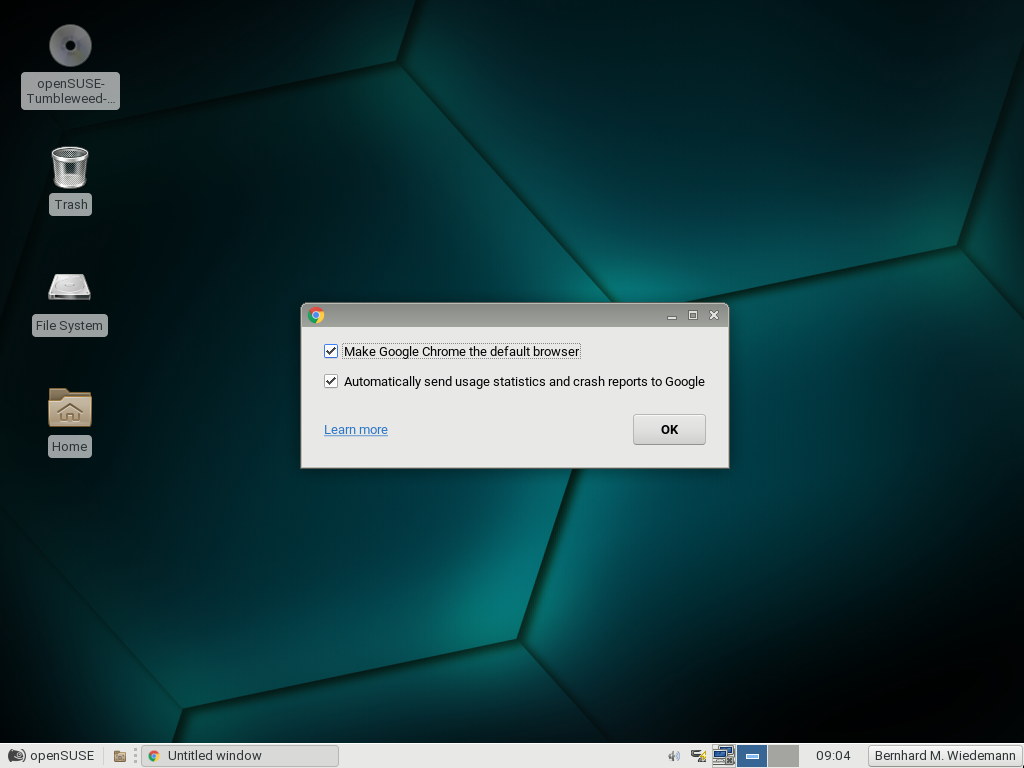 openSUSE-
Tumbleweed-...
Trash
File System
Home
Make Google Chrome the default browser
Automatically send usage statistics and crash reports to Google
Learn more
OK
openSUSE
Untitled window
09:04
Bernhard M. Wiedemann